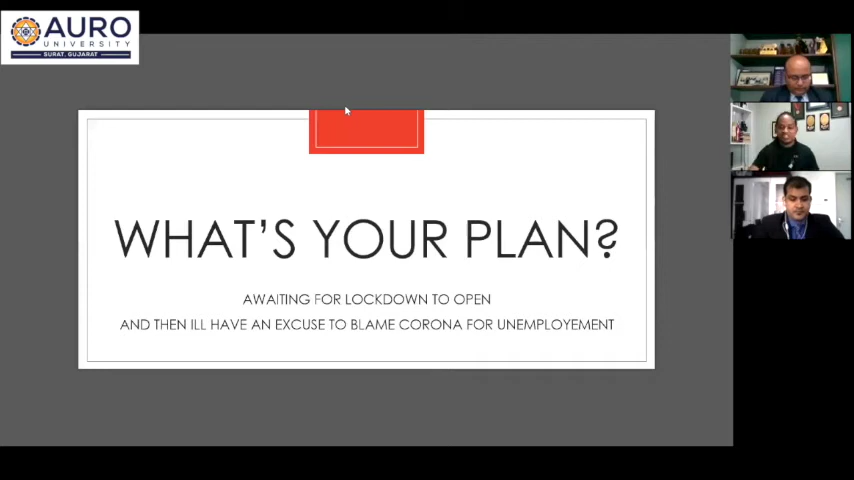 AURO
UNIVERSITY
SURAT, GUJARAT
WHAT'S YOUR PLAN?
AWAITING FOR LOCKDOWN TO OPEN
AND THEN ILL HAVE AN EXCUSE TO BLAME CORONA FOR UNEMPLOYEMENT